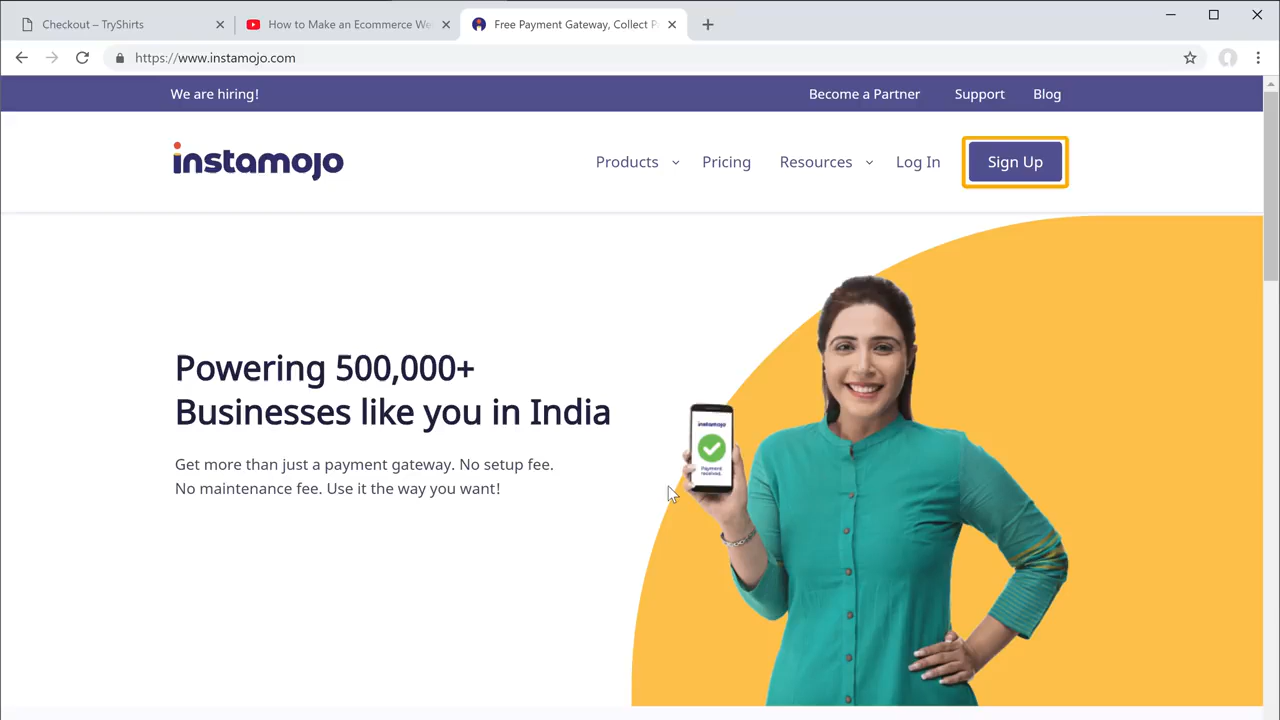 Checkout – TryShirts
How to Make an Ecommerce We
Free Payment Gateway, Collect P
https://www.instamojo.com
We are hiring!
Become a Partner
Support
Blog
instamojo
Products
Pricing
Resources
Log In
Sign Up
Powering 500,000+
Businesses like you in India
Get more than just a payment gateway. No setup fee.
No maintenance fee. Use it the way you want!
instamojo
Payment
received.